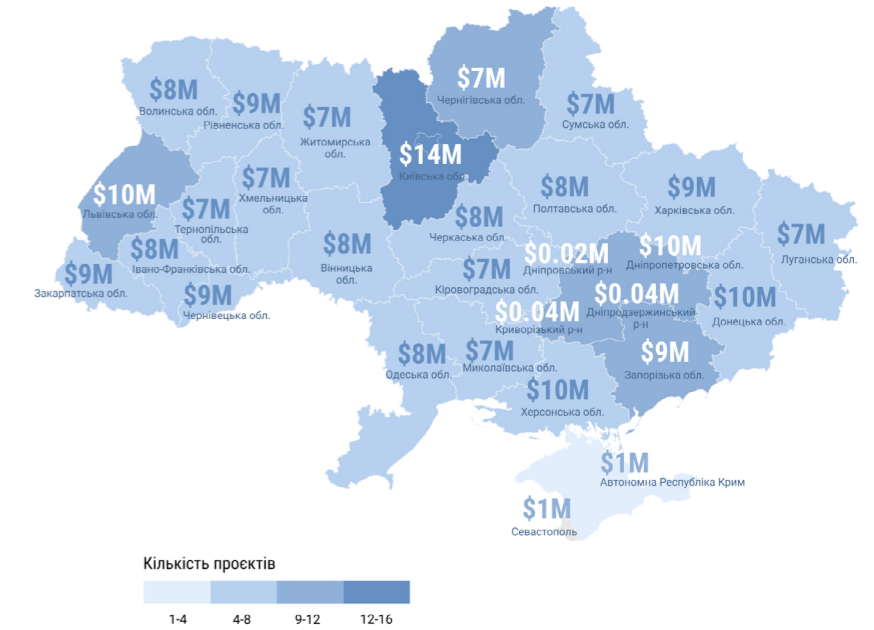 $7M
Чернігівська обл.
$8M
Волинська обл.
$9M
Рівненська обл.
$7M
Житомирська
обл.
$7M
Сумська обл.
$14M
Київська обл.
$10M
Львівська обл.
$7M
Хмельницька
обл.
$7M
Тернопільська
обл.
$8M
Полтавська обл.
$9M
Харківська обл.
$8M
Черкаська обл.
$7M
Луганська обл.
$8M
Івано-Франківська обл.
$8M
Вінницька
обл.
$0.02M
Дніпровський р-н
$10M
Дніпропетровська обл.
$9M
Закарпатська обл.
$9M
Чернівецька обл.
$7M
Кіровоградська обл.
$0.04M
Дніпродзержинський
р-н
$10M
Донецька обл.
$0.04M
Криворізький р-н
$8M
Одеська обл.
$7M
Миколаївська обл.
$9M
Запорізька обл.
$10M
Херсонська обл.
$1M
Автономна Республіка Крим
$1M
Севастополь
Кількість проєктів
1-4 4-8 9-12 12-16